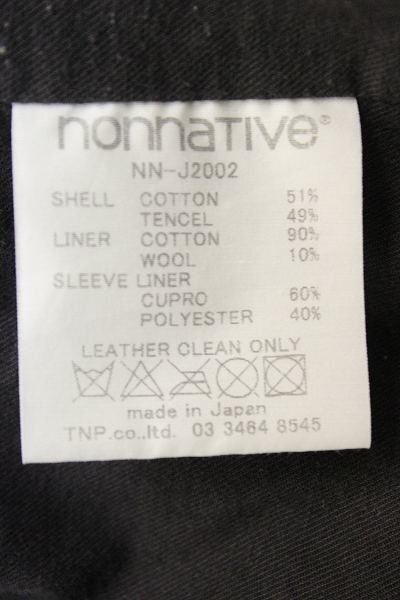 nonnative®
NN-J2002
SHELL COTTON 51%
TENCEL 49%
LINER COTTON 90%
WOOL 10%
SLEEVE LINER
CUPRO 60%
POLYESTER 40%
LEATHER CLEAN ONLY
made in Japan
TNP.co.,ltd. 03 3464 8545